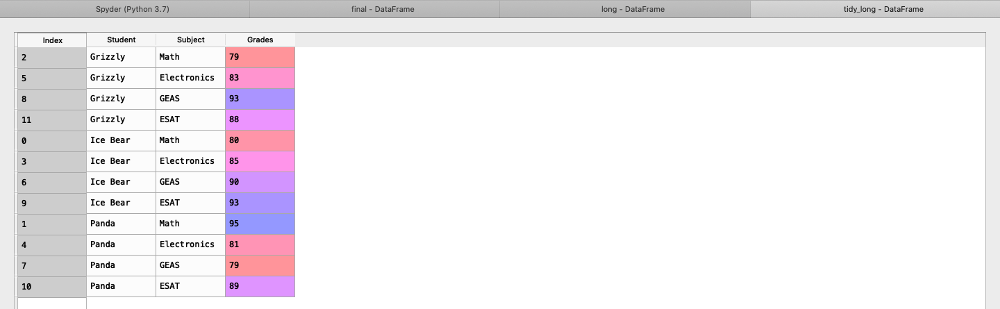 Spyder (Python 3.7) final - DataFrame long - DataFrame tidy_long - DataFrame
Index Student Subject Grades
2 Grizzly Math 79
5 Grizzly Electronics 83
8 Grizzly GEAS 93
11 Grizzly ESAT 88
0 Ice Bear Math 80
3 Ice Bear Electronics 85
6 Ice Bear GEAS 90
9 Ice Bear ESAT 93
1 Panda Math 95
4 Panda Electronics 81
7 Panda GEAS 79
10 Panda ESAT 89